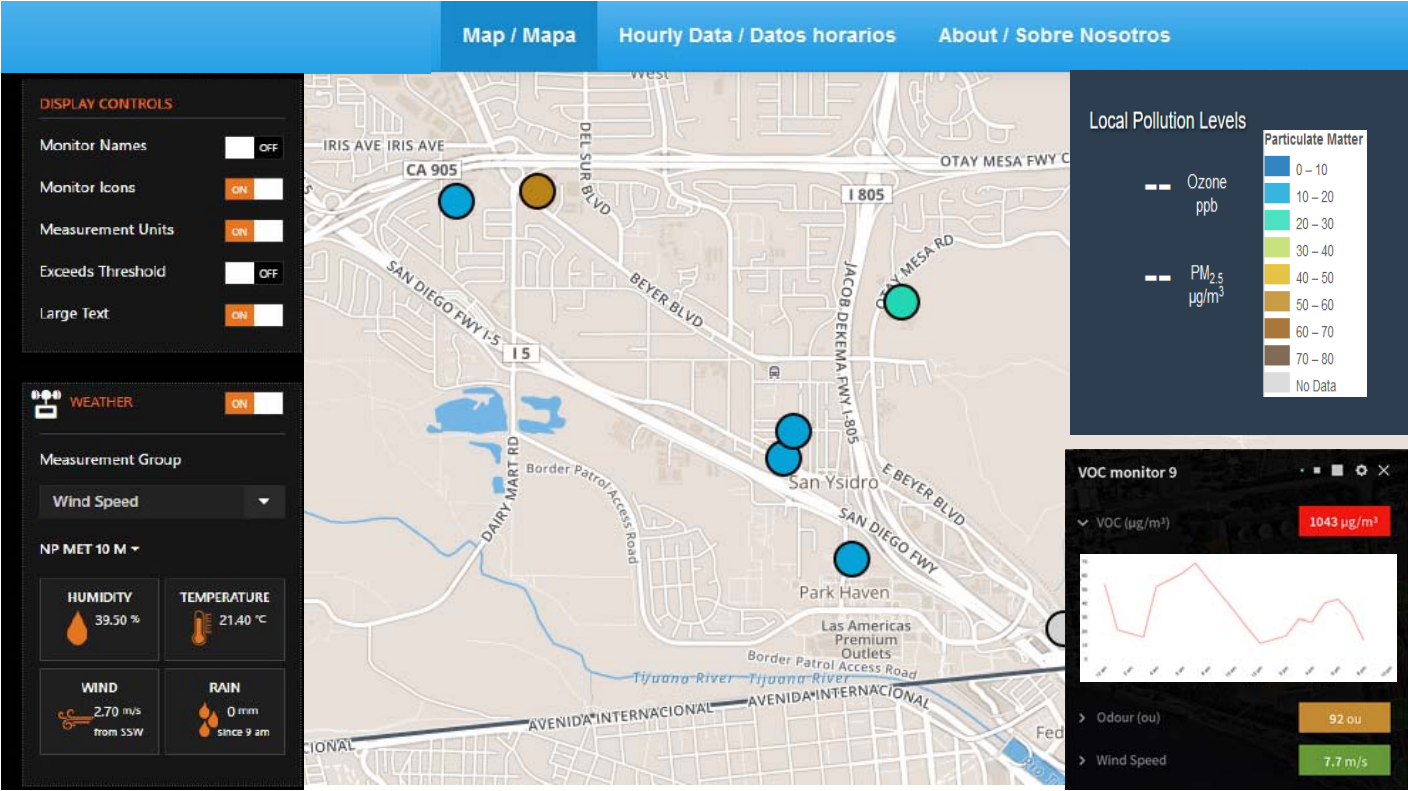 Map / Mapa
Hourly Data / Datos horarios
About / Sobre Nosotros
DISPLAY CONTROLS
Monitor Names
OFF
Monitor Icons
ON
Measurement Units
ON
Exceeds Threshold
OFF
Large Text
ON
WEATHER
ON
Measurement Group
Wind Speed
NP MET 10 M
HUMIDITY
39.50 %
TEMPERATURE
21.40 °C
WIND
2.70 m/s
from SSW
RAIN
0 mm
since 9 am
West
IRIS AVE IRIS AVE
DEL SUR BLVD
CA 905
OTAY MESA FWY C
I 805
OTAY MESA RD
SAN DIEGO FWY I-5
BEYER BLVD
JACOB DEKEMA FWY I-805
I 5
DAIRY MART RD
Border Patrol Access Road
San Ysidro
E BEYER BLVD
SAN DIEGO FWY
Park Haven
Las Americas
Premium
Outlets
Border Patrol Access Road
Tijuana River
Tijuana River
AVENIDA INTERNACIONAL
AVENIDA INTERNACIONAL
CIONAL
Fed
Local Pollution Levels
--
Ozone
ppb
--
PM2.5
µg/m³
Particulate Matter
0 – 10
10 – 20
20 – 30
30 – 40
40 – 50
50 – 60
60 – 70
70 – 80
No Data
VOC monitor 9
VOC (µg/m³)
1043 µg/m³
Odour (ou)
92 ou
Wind Speed
7.7 m/s